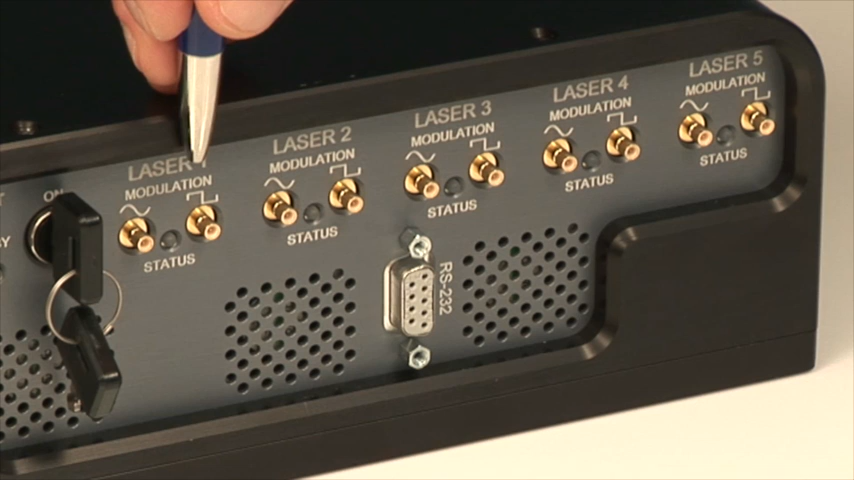 LASER
MODULATION
STATUS
LASER 2
MODULATION
STATUS
LASER 3
MODULATION
STATUS
LASER 4
MODULATION
STATUS
LASER 5
MODULATION
STATUS
RS-232